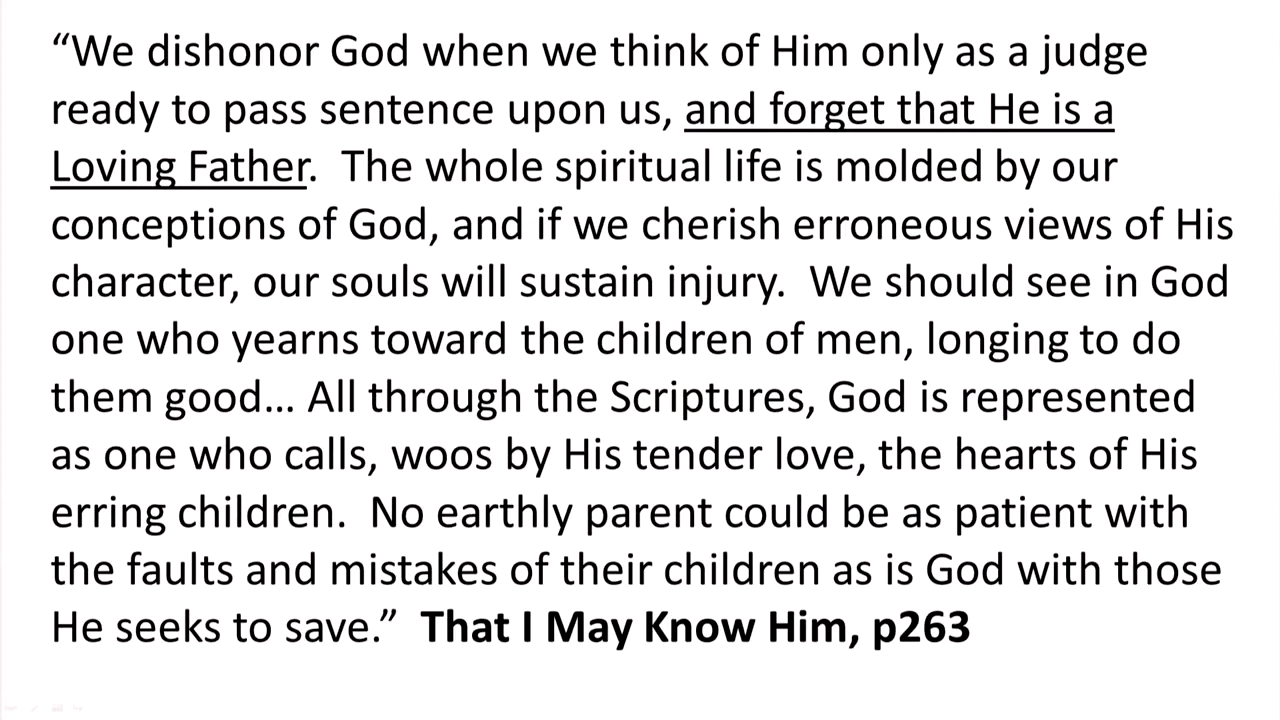 “We dishonor God when we think of Him only as a judge
ready to pass sentence upon us, and forget that He is a
Loving Father.  The whole spiritual life is molded by our
conceptions of God, and if we cherish erroneous views of His
character, our souls will sustain injury.  We should see in God
one who yearns toward the children of men, longing to do
them good… All through the Scriptures, God is represented
as one who calls, woos by His tender love, the hearts of His
erring children.  No earthly parent could be as patient with
the faults and mistakes of their children as is God with those
He seeks to save.”  That I May Know Him, p263